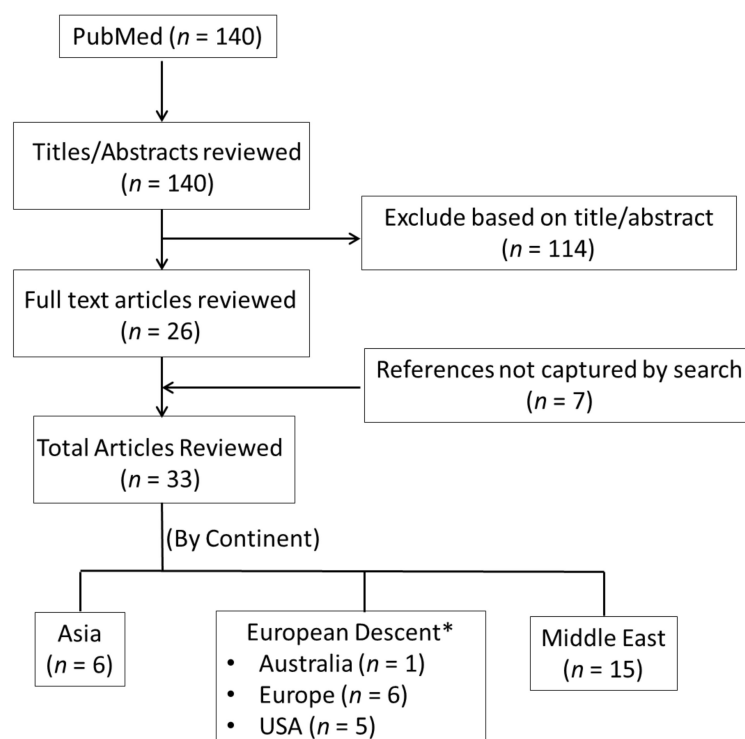 PubMed (n = 140)
Titles/Abstracts reviewed
(n = 140)
Exclude based on title/abstract
(n = 114)
Full text articles reviewed
(n = 26)
References not captured by search
(n = 7)
Total Articles Reviewed
(n = 33)
(By Continent)
Asia
(n = 6)
European Descent*
• Australia (n = 1)
• Europe (n = 6)
• USA (n = 5)
Middle East
(n = 15)